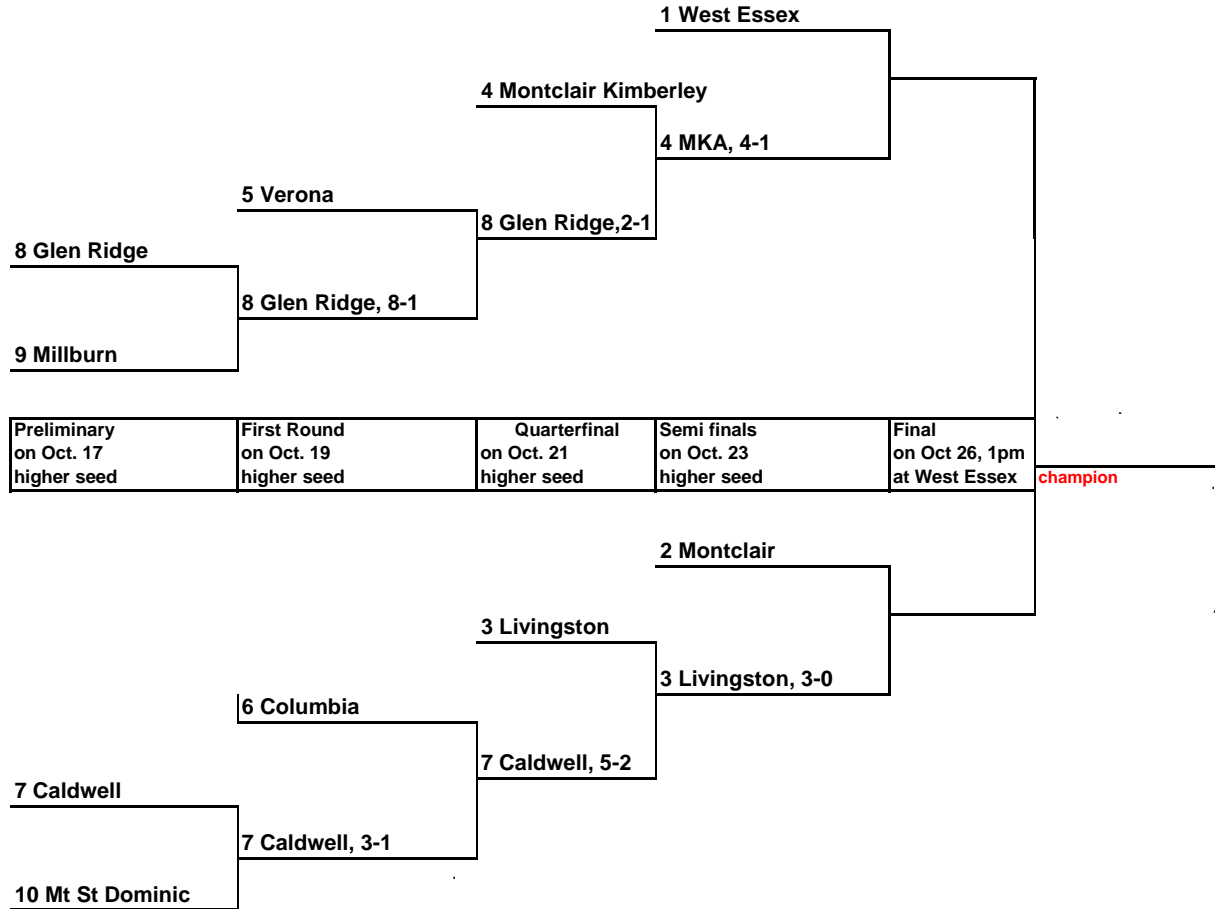 1 West Essex
4 Montclair Kimberley
4 MKA, 4-1
5 Verona
8 Glen Ridge,2-1
8 Glen Ridge
8 Glen Ridge, 8-1
9 Millburn
Preliminary
on Oct. 17
higher seed
First Round
on Oct. 19
higher seed
Quarterfinal
on Oct. 21
higher seed
Semi finals
on Oct. 23
higher seed
Final
on Oct 26, 1pm
at West Essex
champion
2 Montclair
3 Livingston
3 Livingston, 3-0
6 Columbia
7 Caldwell, 5-2
7 Caldwell
7 Caldwell, 3-1
10 Mt St Dominic